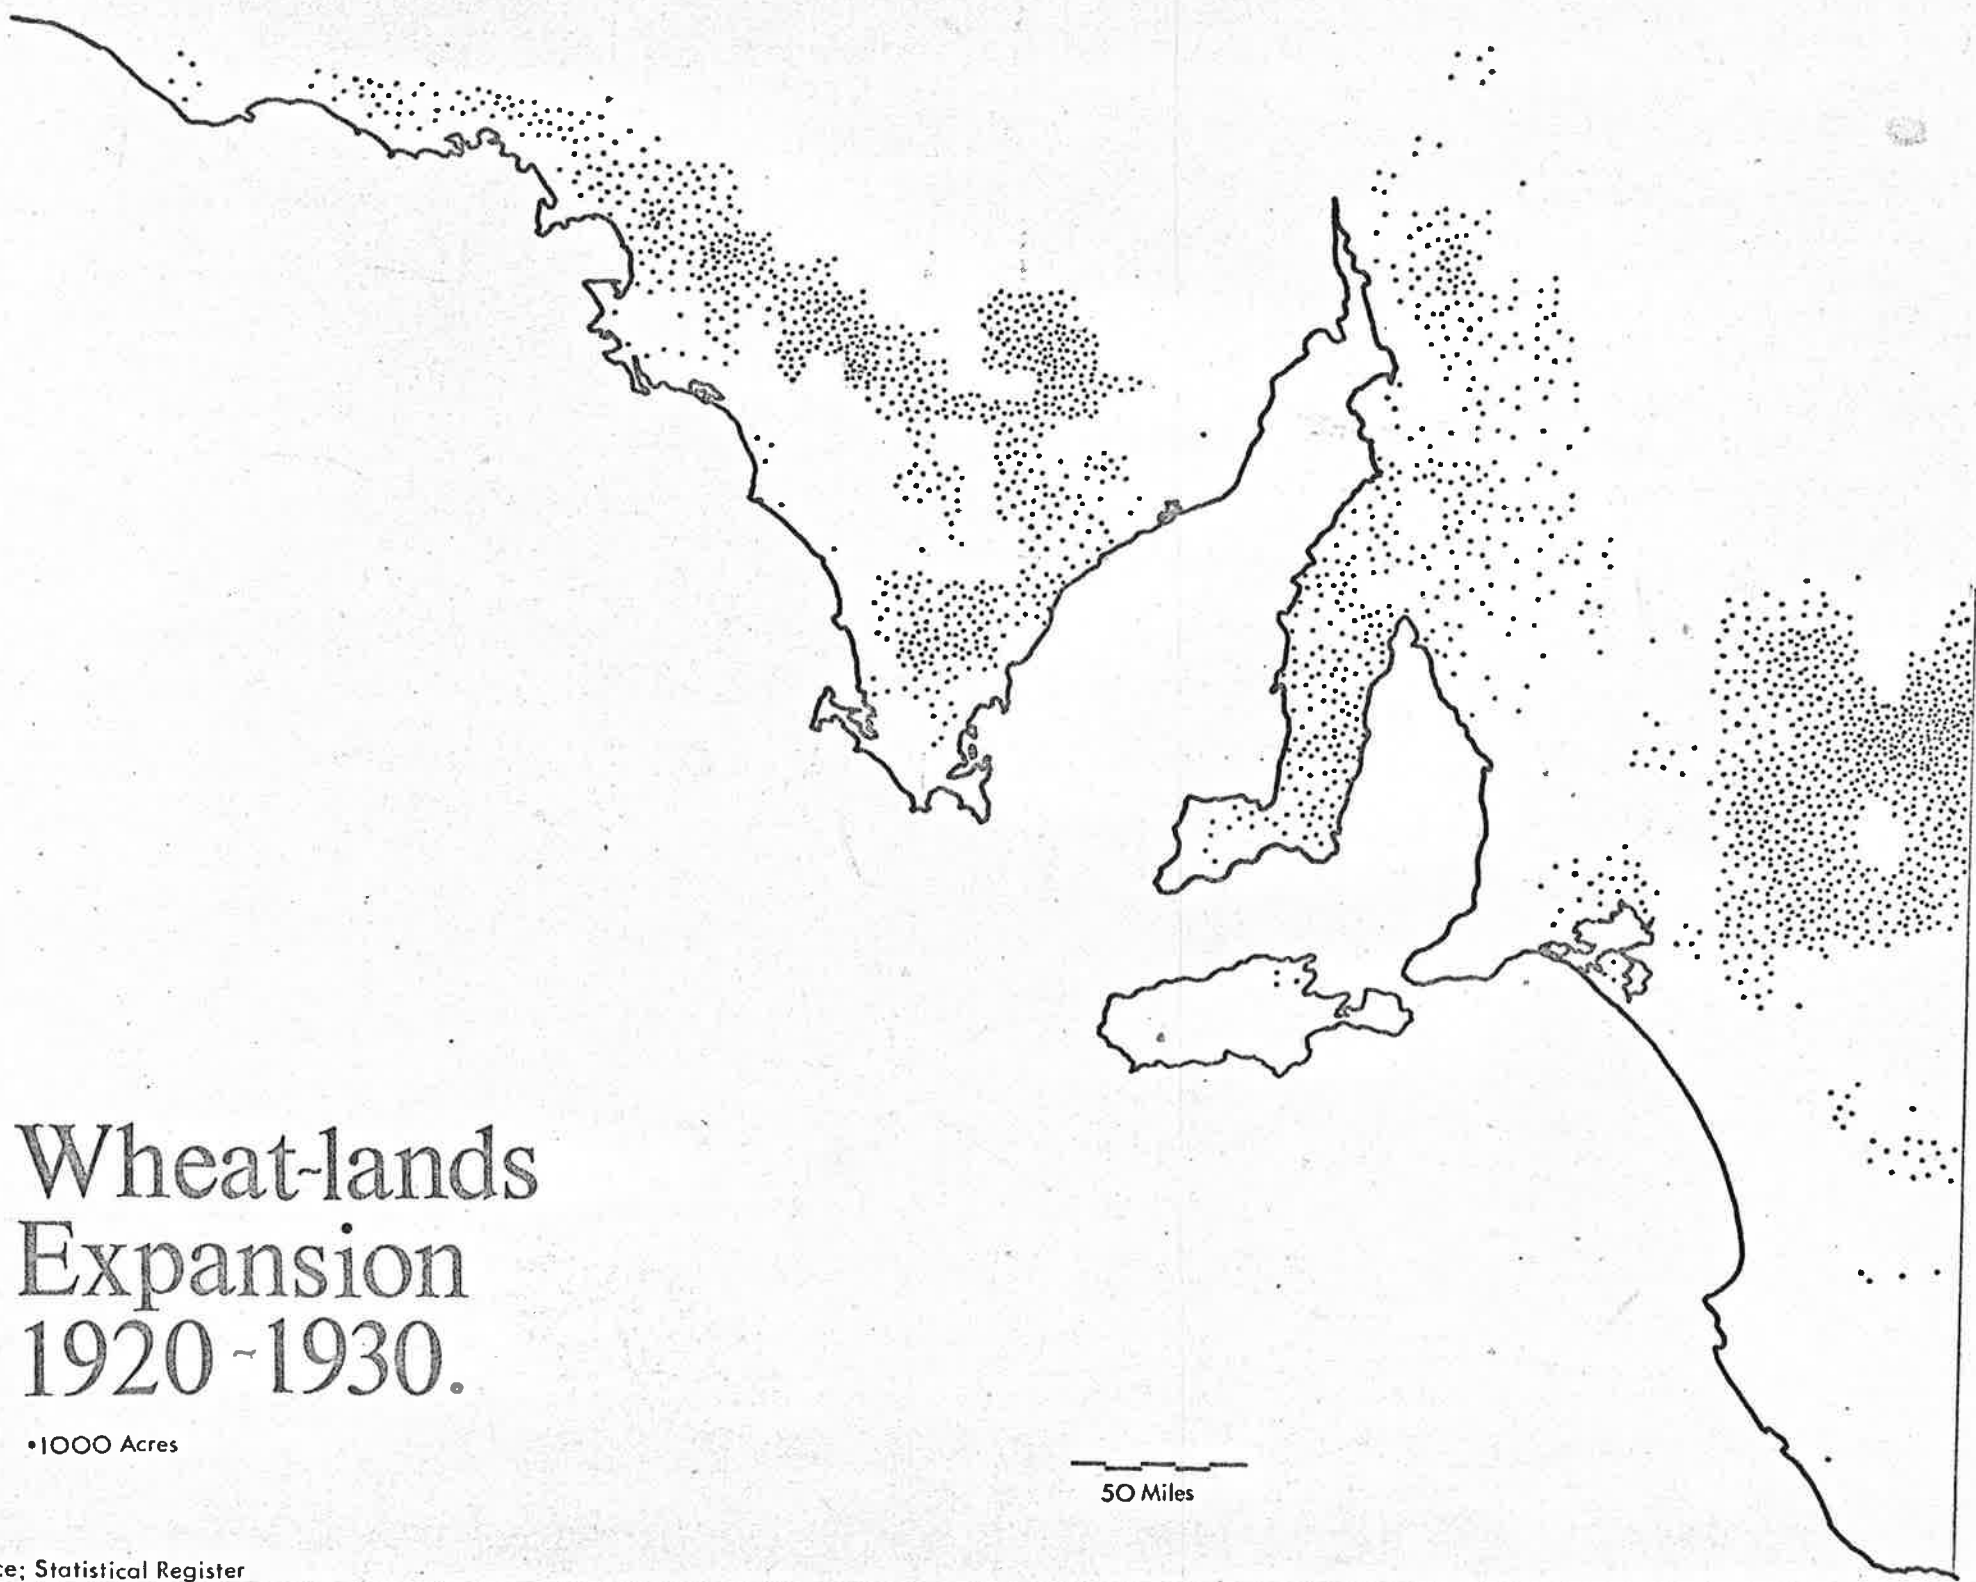 Wheat-lands
Expansion
1920-1930.
•1000 Acres
50 Miles
ce; Statistical Register